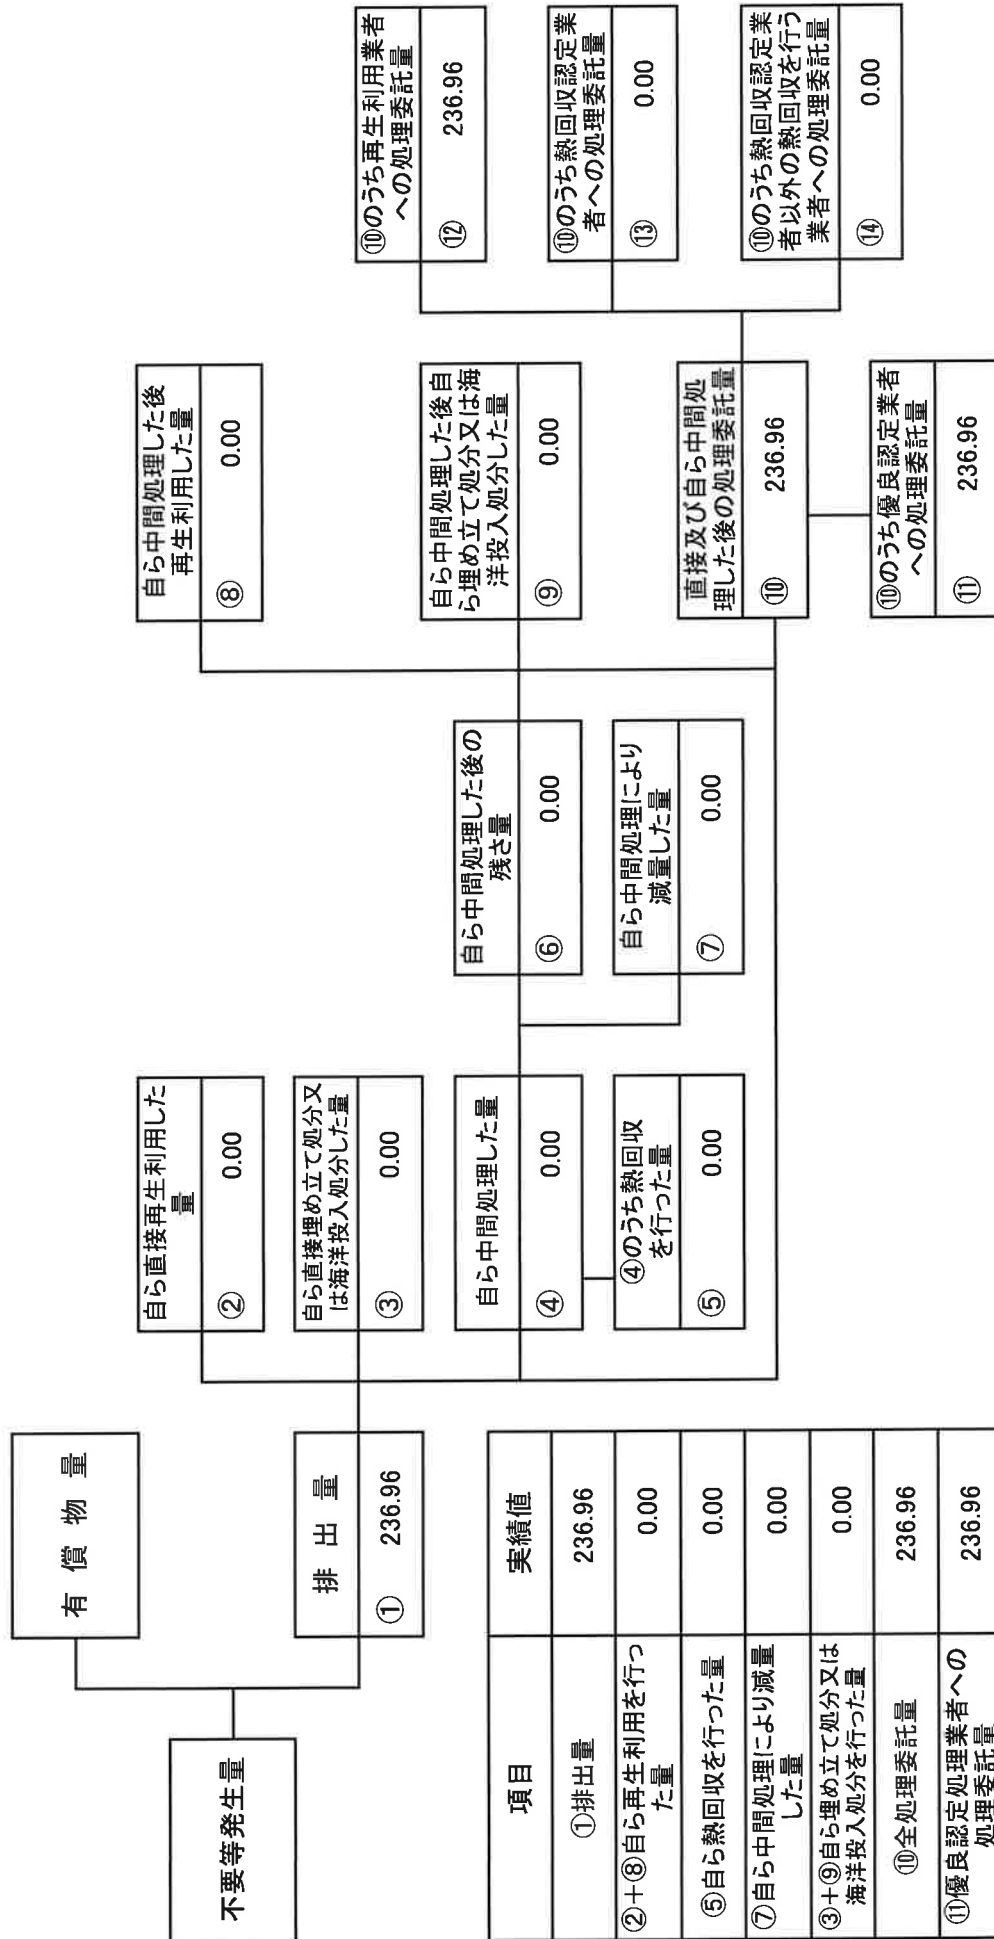 不要等発生量
有償物量
排出量
① 236.96
自ら直接再生利用した
量
② 0.00
自ら直接埋め立て処分又
は海洋投入処分した量
③ 0.00
自ら中間処理した量
④ 0.00
④のうち熱回収
を行った量
⑤ 0.00
自ら中間処理した後の
残さ量
⑥ 0.00
自ら中間処理により
減量した量
⑦ 0.00
自ら中間処理した後
再生利用した量
⑧ 0.00
自ら中間処理した後自
ら埋め立て処分又は海
洋投入処分した量
⑨ 0.00
直接及び自ら中間処
理した後の処理委託量
⑩ 236.96
⑩のうち優良認定業者
への処理委託量
⑪ 236.96
⑩のうち再生利用業者
への処理委託量
⑫ 236.96
⑩のうち熱回収認定業
者への処理委託量
⑬ 0.00
⑩のうち熱回収認定業
者以外の熱回収を行う
業者への処理委託量
⑭ 0.00
項目 実績値
①排出量 236.96
②+⑧自ら再生利用を行っ
た量 0.00
⑤自ら熱回収を行った量 0.00
⑦自ら中間処理により減量
した量 0.00
③+⑨自ら埋め立て処分又は
海洋投入処分を行った量 0.00
⑩全処理委託量 236.96
⑪優良認定処理業者への
処理委託量 236.96